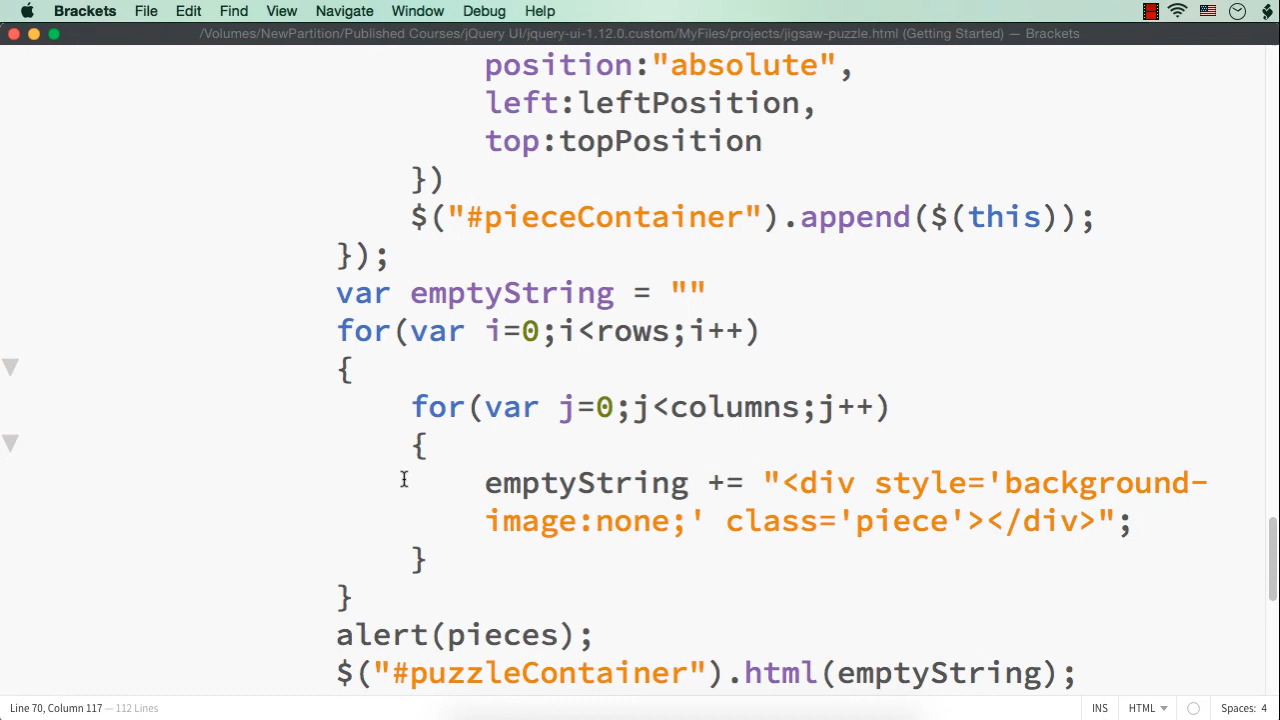 Brackets File Edit Find View Navigate Window Debug Help
/Volumes/NewPartition/Published Courses/jQuery UI/jquery-ui-1.12.0.custom/MyFiles/projects/jigsaw-puzzle.html (Getting Started) — Brackets
position:"absolute",
left:leftPosition,
top:topPosition
})
$("#pieceContainer").append($(this));
});
var emptyString = ""
for(var i=0;i<rows;i++)
{
for(var j=0;j<columns;j++)
{
emptyString += "<div style='background-
image:none;' class='piece'></div>";
}
}
alert(pieces);
$("#puzzleContainer").html(emptyString);
Line 70, Column 117 — 112 Lines INS HTML Spaces: 4